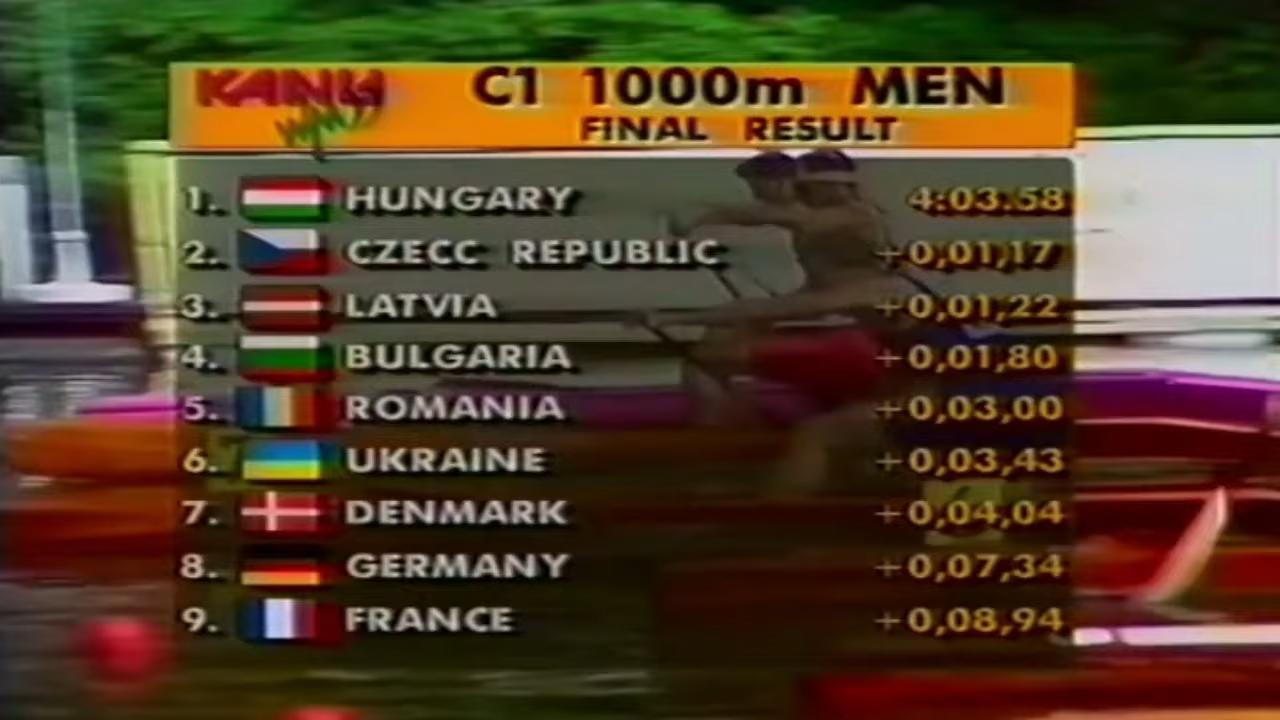 KANU C1 1000m MEN
WM
FINAL RESULT
1. HUNGARY 4:03.58
2. CZECC REPUBLIC +0,01,17
3. LATVIA +0,01,22
4. BULGARIA +0,01,80
5. ROMANIA +0,03,00
6. UKRAINE +0,03,43
7. DENMARK +0,04,04
8. GERMANY +0,07,34
9. FRANCE +0,08,94